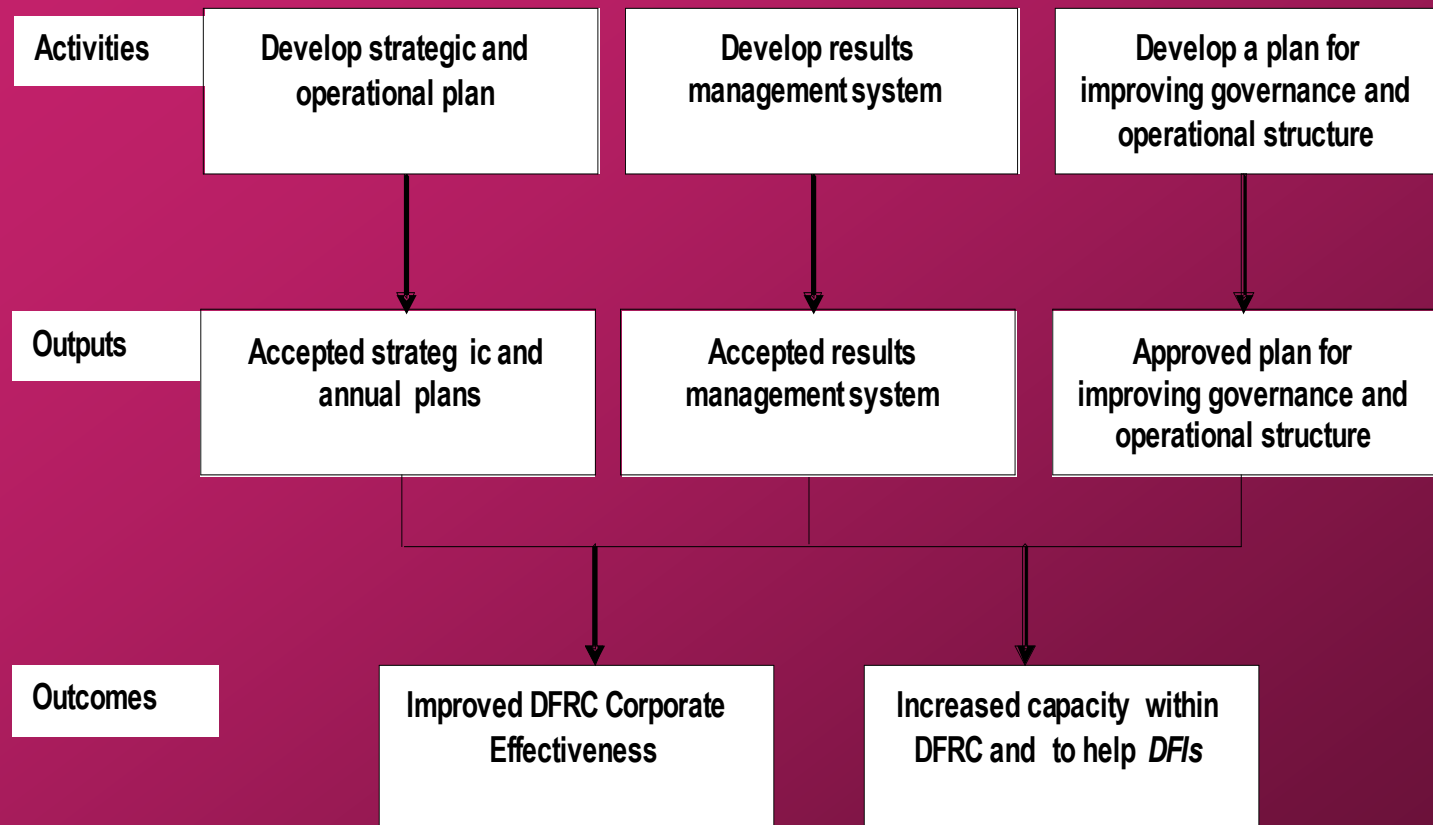 Activities
Develop strategic and
operational plan
Develop results
management system
Develop a plan for
improving governance and
operational structure
Outputs
Accepted strateg ic and
annual plans
Accepted results
management system
Approved plan for
improving governance and
operational structure
Outcomes
Improved DFRC Corporate
Effectiveness
Increased capacity within
DFRC and to help DFIs